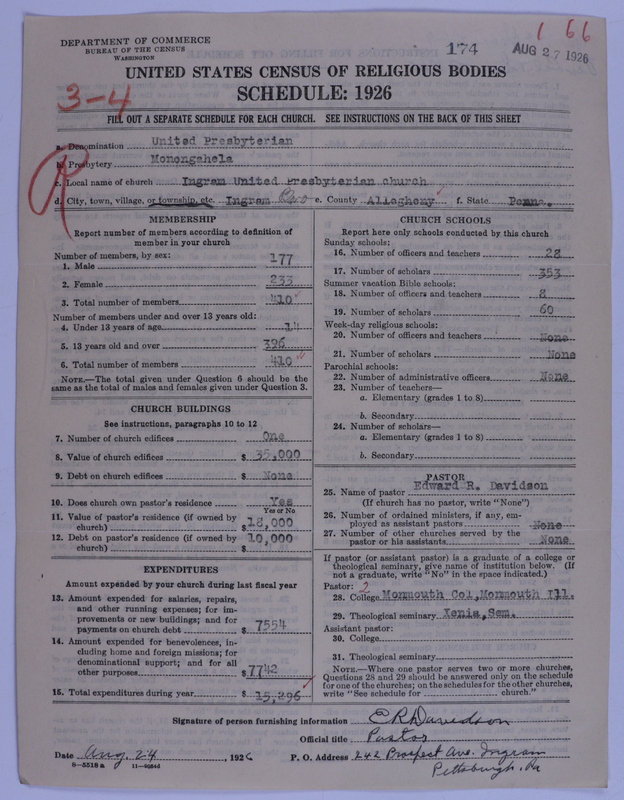 DEPARTMENT OF COMMERCE
BUREAU OF THE CENSUS
WASHINGTON
174
1 66
AUG 27 1926
UNITED STATES CENSUS OF RELIGIOUS BODIES
SCHEDULE: 1926
3-4
FILL OUT A SEPARATE SCHEDULE FOR EACH CHURCH. SEE INSTRUCTIONS ON THE BACK OF THIS SHEET
R
a. Denomination United Presbyterian
b. Presbytery Monongahela
c. Local name of church Ingram United Presbyterian church
d. City, town, village, or township, etc. Ingram Boro e. County Allegheny f. State Penna.
MEMBERSHIP
Report number of members according to definition of
member in your church
Number of members, by sex:
1. Male 177
2. Female 233
3. Total number of members 410
Number of members under and over 13 years old:
4. Under 13 years of age 14
5. 13 years old and over 396
6. Total number of members 410
NOTE.—The total given under Question 6 should be the
same as the total of males and females given under Question 3.
CHURCH BUILDINGS
See instructions, paragraphs 10 to 12
7. Number of church edifices One
8. Value of church edifices $ 35,000
9. Debt on church edifices $ None
10. Does church own pastor's residence Yes
Yes or No
11. Value of pastor's residence (if owned by
church) $ 18,000
12. Debt on pastor's residence (if owned by
church) $ 10,000
EXPENDITURES
Amount expended by your church during last fiscal year
13. Amount expended for salaries, repairs,
and other running expenses; for im-
provements or new buildings; and for
payments on church debt $ 7554
14. Amount expended for benevolences, in-
cluding home and foreign missions; for
denominational support; and for all
other purposes $ 7742
15. Total expenditures during year $ 15,296
CHURCH SCHOOLS
Report here only schools conducted by this church
Sunday schools:
16. Number of officers and teachers 28
17. Number of scholars 353
Summer vacation Bible schools:
18. Number of officers and teachers 8
19. Number of scholars 60
Week-day religious schools:
20. Number of officers and teachers None
21. Number of scholars None
Parochial schools:
22. Number of administrative officers None
23. Number of teachers—
a. Elementary (grades 1 to 8)
b. Secondary
24. Number of scholars—
a. Elementary (grades 1 to 8)
b. Secondary
PASTOR
25. Name of pastor Edward R. Davidson
(If church has no pastor, write "None")
26. Number of ordained ministers, if any, em-
ployed as assistant pastors None
27. Number of other churches served by the
pastor or his assistants None
If pastor (or assistant pastor) is a graduate of a college or
theological seminary, give name of institution below. (If
not a graduate, write "No" in the space indicated.)
Pastor: 2
28. College Monmouth Col, Monmouth Ill.
29. Theological seminary Xenia, Sem.
Assistant pastor:
30. College
31. Theological seminary
NOTE.—Where one pastor serves two or more churches,
Questions 28 and 29 should be answered only on the schedule
for one of the churches; on the schedules for the other churches,
write "See schedule for church."
Signature of person furnishing information E R Davidson
Official title Pastor
Date Aug. 24, 1926 P. O. Address 242 Prospect Ave. Ingram
Pittsburgh, Pa